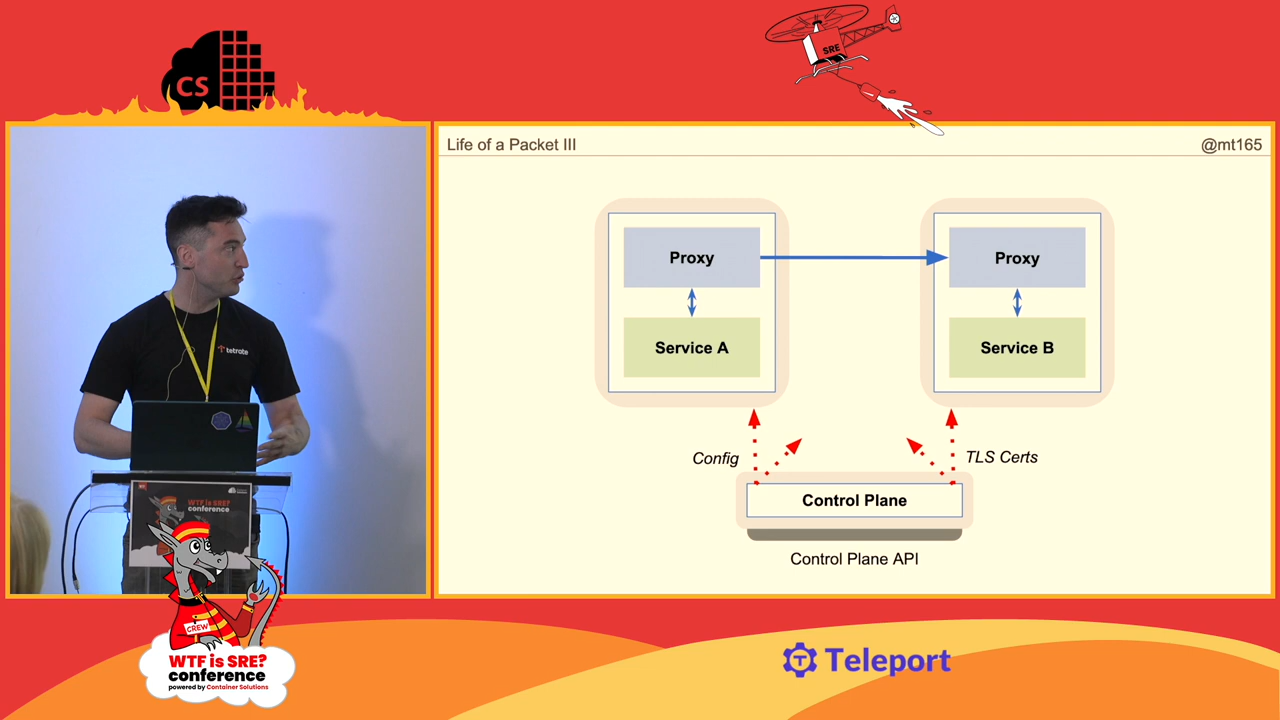 CS
SRE
Life of a Packet III
@mt165
Proxy
Proxy
Service A
Service B
Config
TLS Certs
Control Plane
Control Plane API
tetrate
WTF is SRE?
conference
CREW
WTF is SRE?
conference
powered by Container Solutions
Teleport